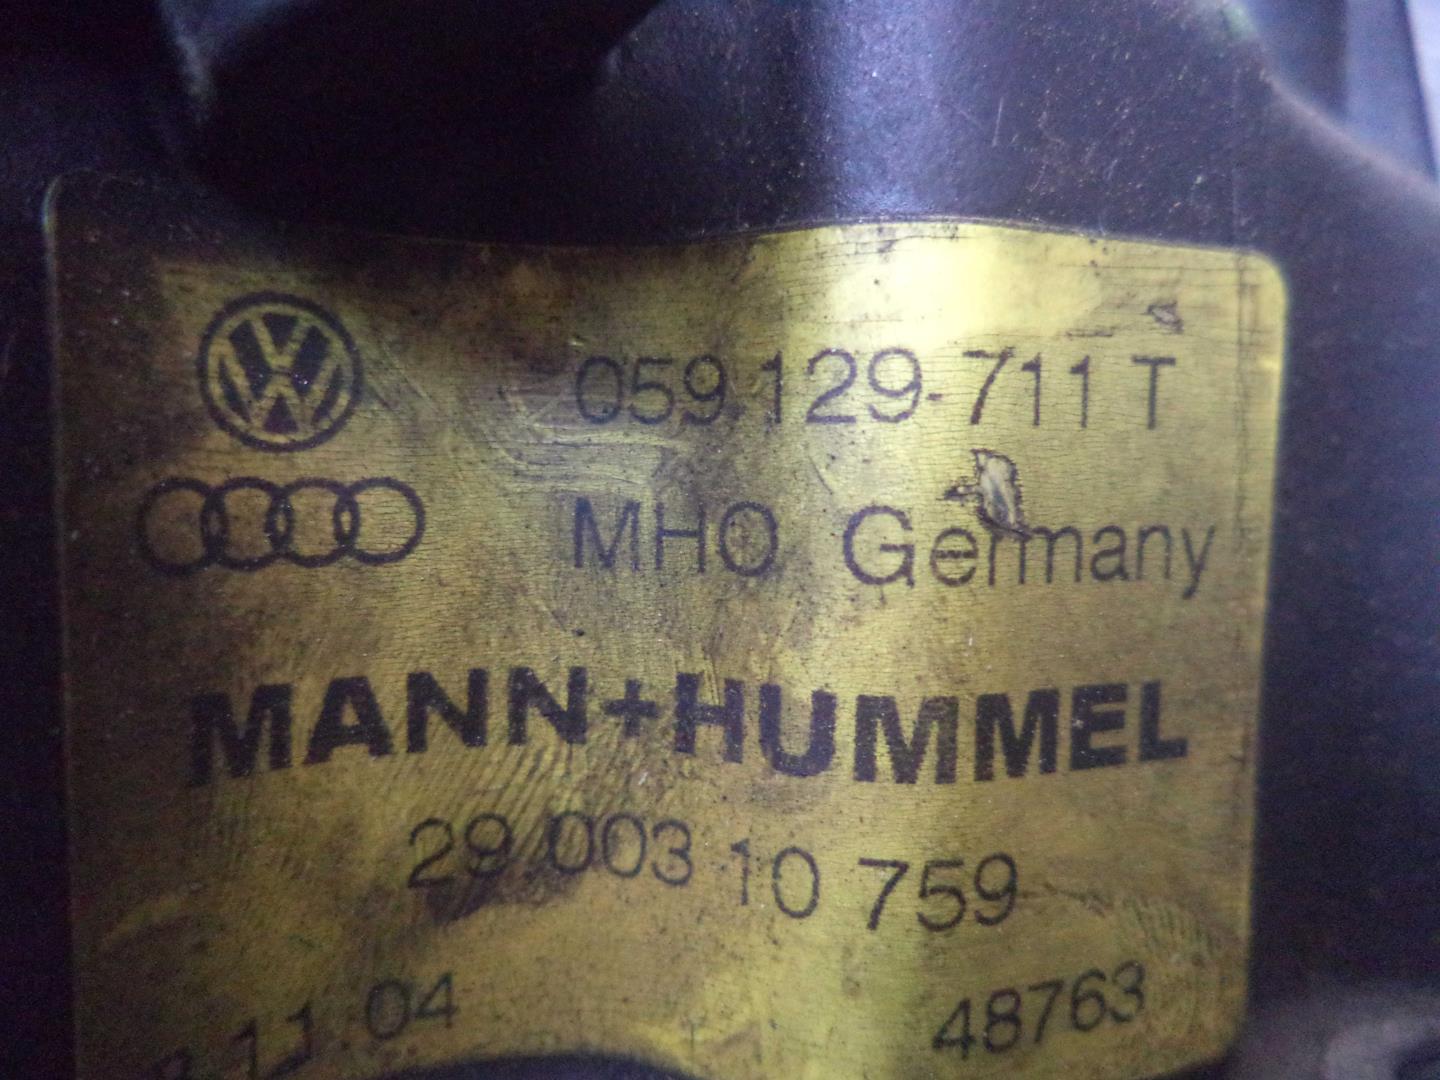 059 129-711 T
MHO Germany
MANN+HUMMEL
29 003 10 759
11.04
48763